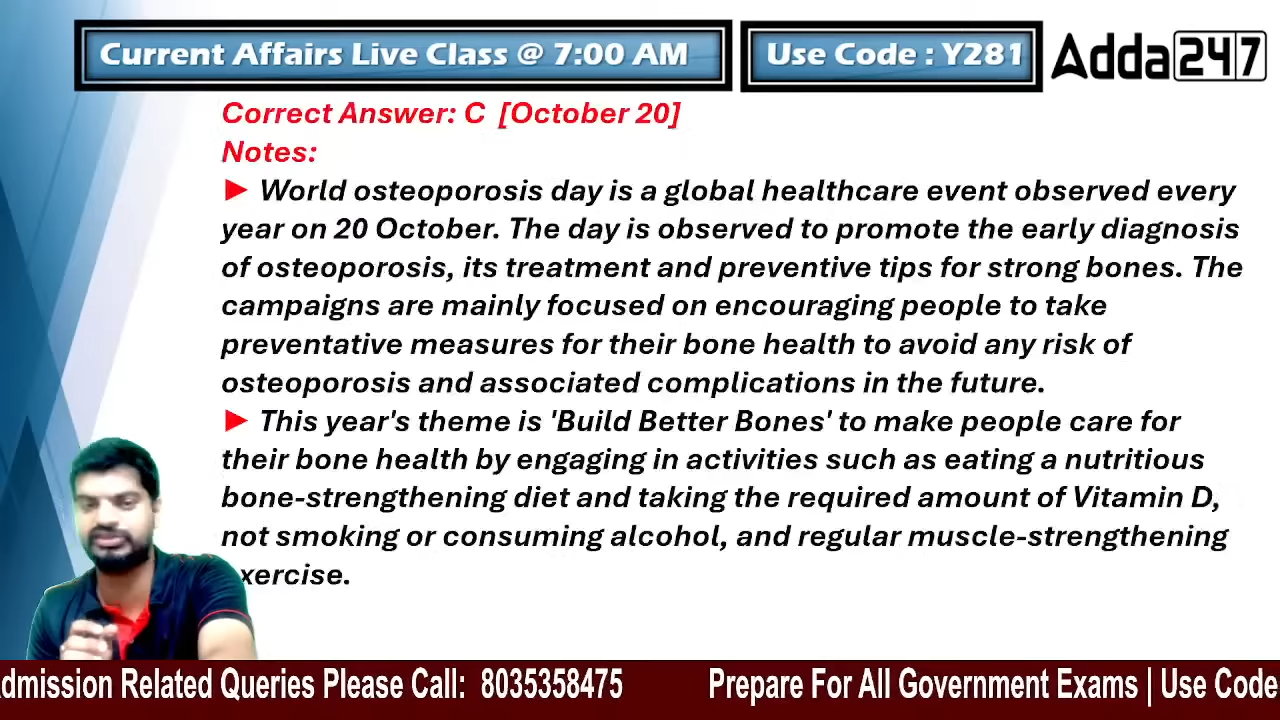 Current Affairs Live Class @ 7:00 AM
Use Code : Y281
Adda247
Correct Answer: C [October 20]
Notes:
► World osteoporosis day is a global healthcare event observed every
year on 20 October. The day is observed to promote the early diagnosis
of osteoporosis, its treatment and preventive tips for strong bones. The
campaigns are mainly focused on encouraging people to take
preventative measures for their bone health to avoid any risk of
osteoporosis and associated complications in the future.
► This year's theme is 'Build Better Bones' to make people care for
their bone health by engaging in activities such as eating a nutritious
bone-strengthening diet and taking the required amount of Vitamin D,
not smoking or consuming alcohol, and regular muscle-strengthening
xercise.
dmission Related Queries Please Call: 8035358475 Prepare For All Government Exams | Use Code